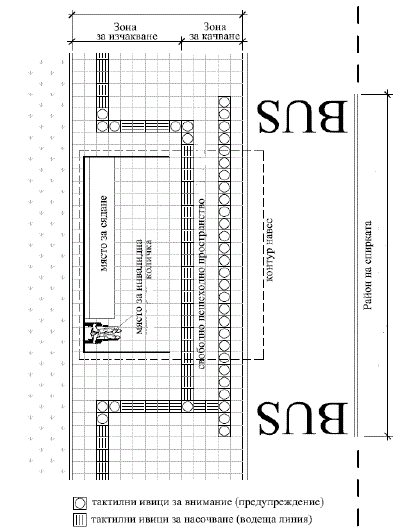 Зона
за изчакване
Зона
за качване
BUS
място за сядане
място за инвалидна
количка
свободно пешеходно пространство
контур навес
Район на спирката
BUS
тактилни ивици за внимание (предупреждение)
тактилни ивици за насочване (водеща линия)